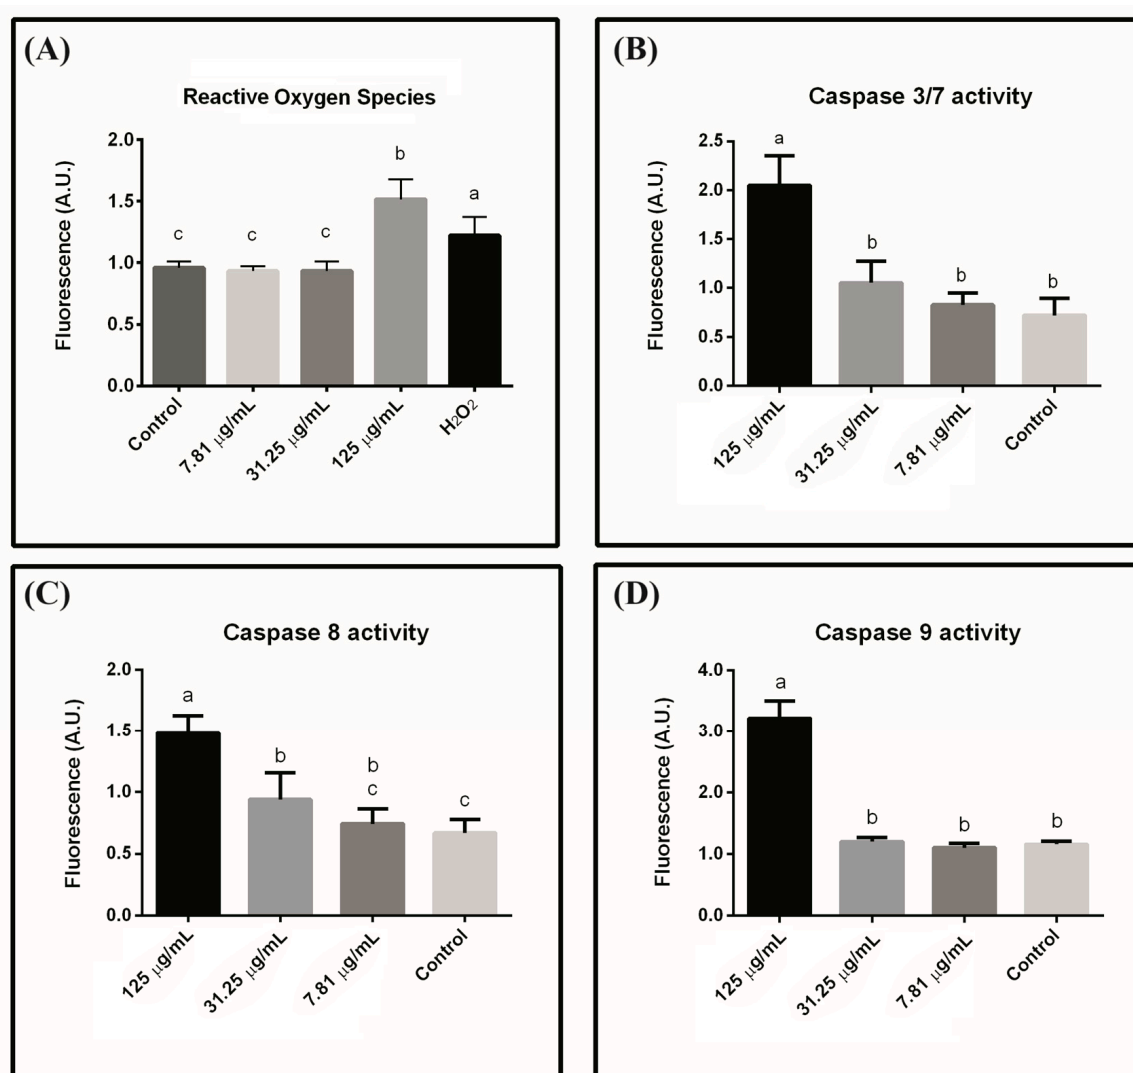 (A)
Reactive Oxygen Species
Fluorescence (A.U.)
2.0
1.5
1.0
0.5
0.0
c
c
c
b
a
Control
7.81 µg/mL
31.25 µg/mL
125 µg/mL
H2O2
(B)
Caspase 3/7 activity
Fluorescence (A.U.)
2.5
2.0
1.5
1.0
0.5
0.0
a
b
b
b
125 µg/mL
31.25 µg/mL
7.81 µg/mL
Control
(C)
Caspase 8 activity
Fluorescence (A.U.)
2.0
1.5
1.0
0.5
0.0
a
b
b
c
c
125 µg/mL
31.25 µg/mL
7.81 µg/mL
Control
(D)
Caspase 9 activity
Fluorescence (A.U.)
4.0
3.0
2.0
1.0
0.0
a
b
b
b
125 µg/mL
31.25 µg/mL
7.81 µg/mL
Control